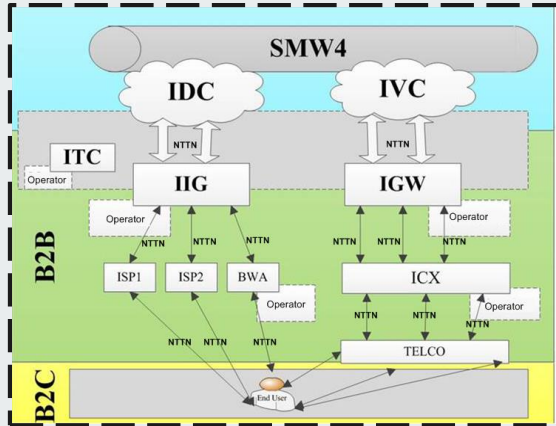 SMW4
IDC
IVC
NTTN
NTTN
ITC
Operator
IIG
IGW
Operator
Operator
NTTN
NTTN
NTTN
NTTN
NTTN
B2B
ISP1
ISP2
BWA
ICX
Operator
Operator
NTTN
NTTN
NTTN
NTTN
NTTN
NTTN
TELCO
B2C
End User